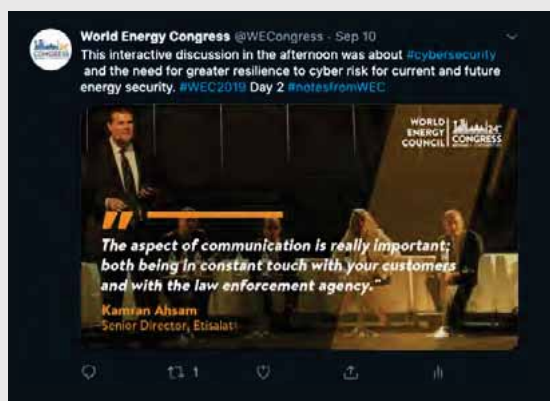 World Energy Congress @WECongress · Sep 10
This interactive discussion in the afternoon was about #cybersecurity
and the need for greater resilience to cyber risk for current and future
energy security. #WEC2019 Day 2 #notesfromWEC
WORLD
ENERGY
COUNCIL
24TH
CONGRESS
"The aspect of communication is really important;
both being in constant touch with your customers
and with the law enforcement agency."
Kamran Ahsam
Senior Director, Etisalat
1